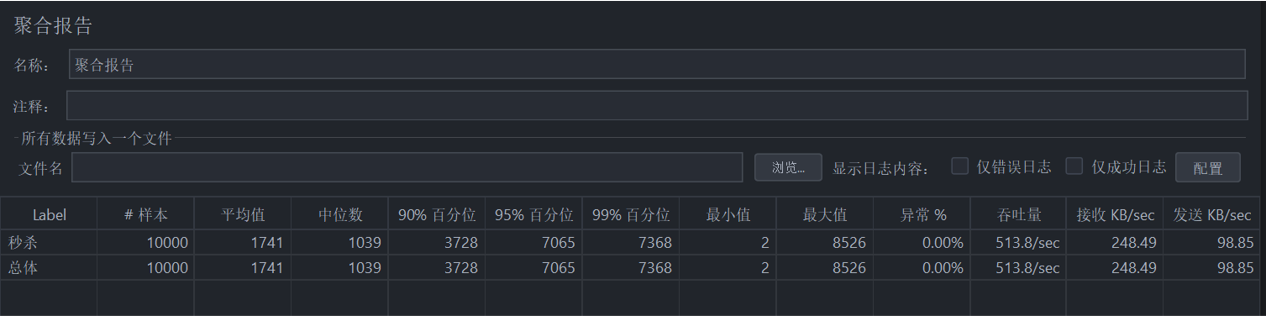 聚合报告
名称： 聚合报告
注释：
所有数据写入一个文件
文件名 浏览... 显示日志内容： 仅错误日志 仅成功日志 配置
Label # 样本 平均值 中位数 90% 百分位 95% 百分位 99% 百分位 最小值 最大值 异常 % 吞吐量 接收 KB/sec 发送 KB/sec
秒杀 10000 1741 1039 3728 7065 7368 2 8526 0.00% 513.8/sec 248.49 98.85
总体 10000 1741 1039 3728 7065 7368 2 8526 0.00% 513.8/sec 248.49 98.85